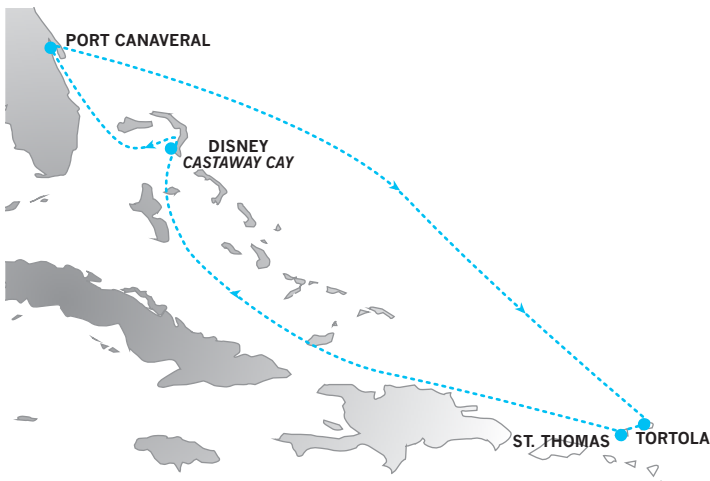 PORT CANAVERAL
DISNEY
CASTAWAY CAY
ST. THOMAS
TORTOLA